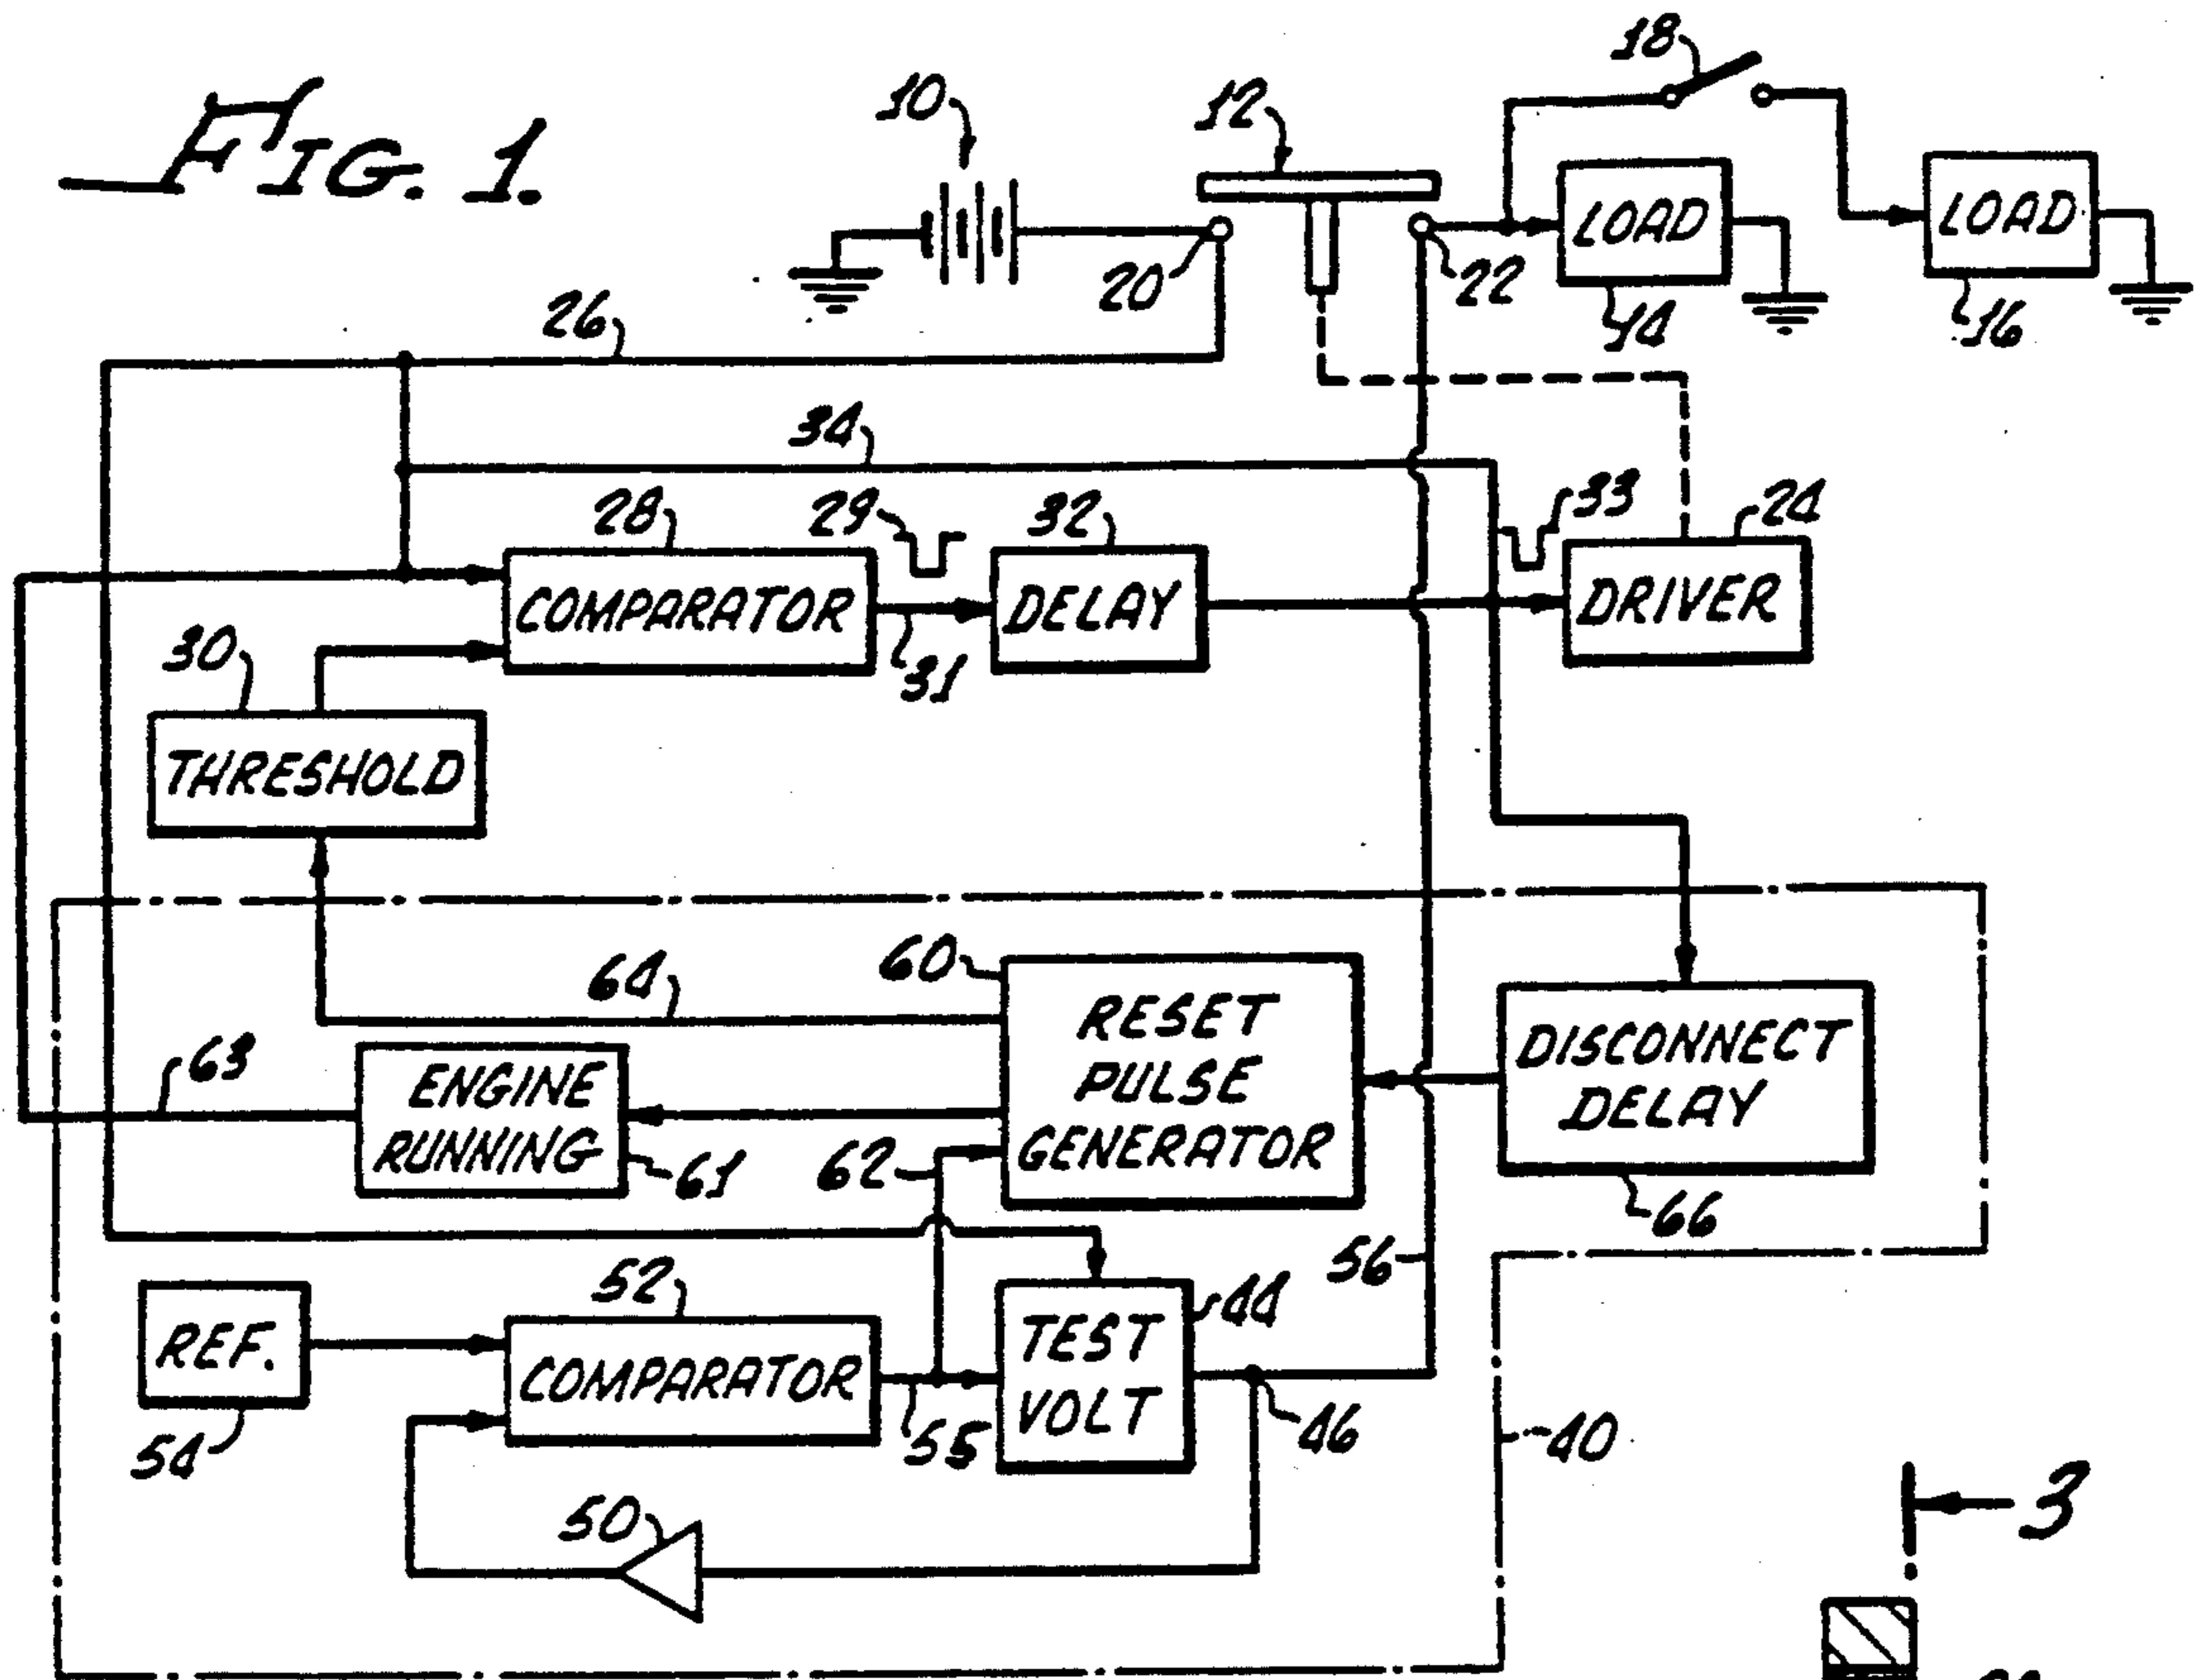 FIG. 1.
10
12
18
LOAD
LOAD
20
22
14
16
26
34
28
29
32
33
24
COMPARATOR
DELAY
DRIVER
30
31
THRESHOLD
60
64
RESET
PULSE
GENERATOR
DISCONNECT
DELAY
63
ENGINE
RUNNING
61
62
66
56
52
44
REF.
COMPARATOR
TEST
VOLT
54
55
46
40
50
3